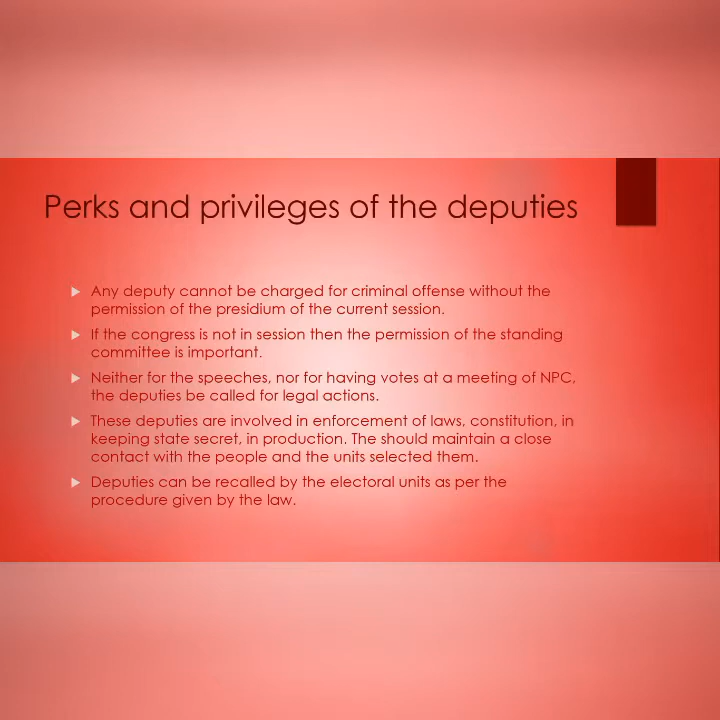 Perks and privileges of the deputies
Any deputy cannot be charged for criminal offense without the
permission of the presidium of the current session.
If the congress is not in session then the permission of the standing
committee is important.
Neither for the speeches, nor for having votes at a meeting of NPC,
the deputies be called for legal actions.
These deputies are involved in enforcement of laws, constitution, in
keeping state secret, in production. The should maintain a close
contact with the people and the units selected them.
Deputies can be recalled by the electoral units as per the
procedure given by the law.